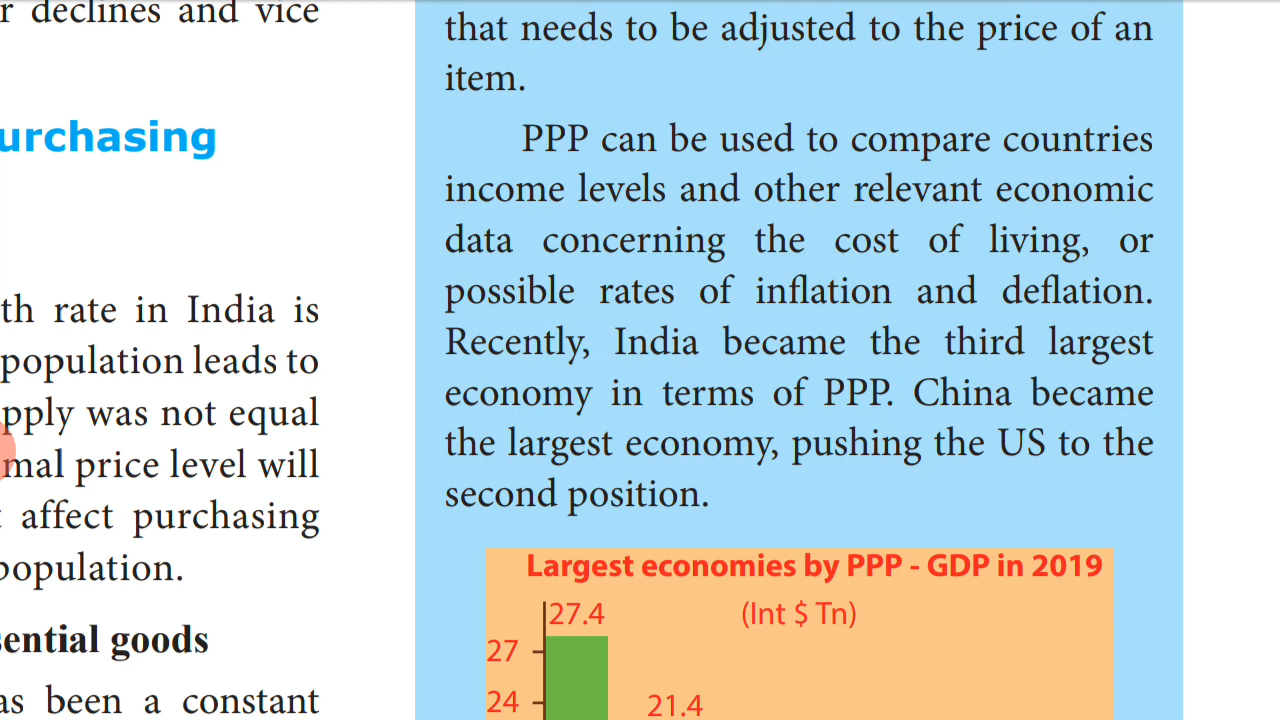 r declines and vice
urchasing
th rate in India is
population leads to
pply was not equal
mal price level will
affect purchasing
population.
ential goods
as been a constant
that needs to be adjusted to the price of an
item.
PPP can be used to compare countries
income levels and other relevant economic
data concerning the cost of living, or
possible rates of inflation and deflation.
Recently, India became the third largest
economy in terms of PPP. China became
the largest economy, pushing the US to the
second position.
Largest economies by PPP - GDP in 2019
(Int $ Tn)
27.4
27
24
21.4